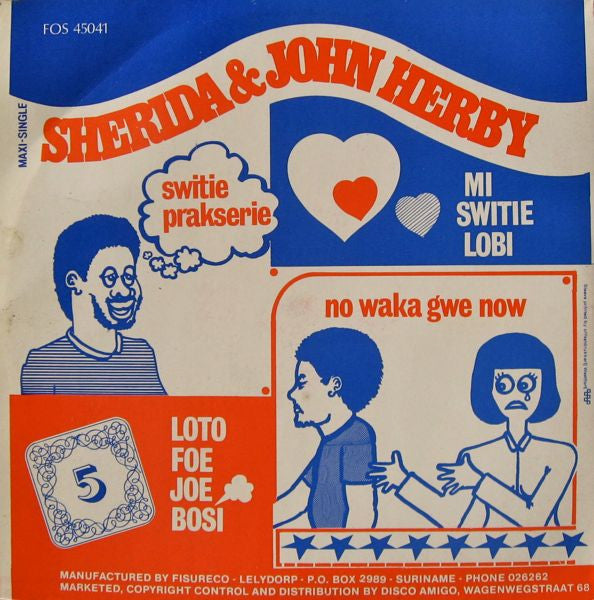 FOS 45041
MAXI-SINGLE
SHERIDA & JOHN HERBY
switie
prakserie
MI
SWITIE
LOBI
no waka gwe now
LOTO
FOE
JOE
BOSI
5
MANUFACTURED BY FISURECO - LELYDORP - P.O. BOX 2989 - SURINAME - PHONE 026262
MARKETED, COPYRIGHT CONTROL AND DISTRIBUTION BY DISCO AMIGO, WAGENWEGSTRAAT 68